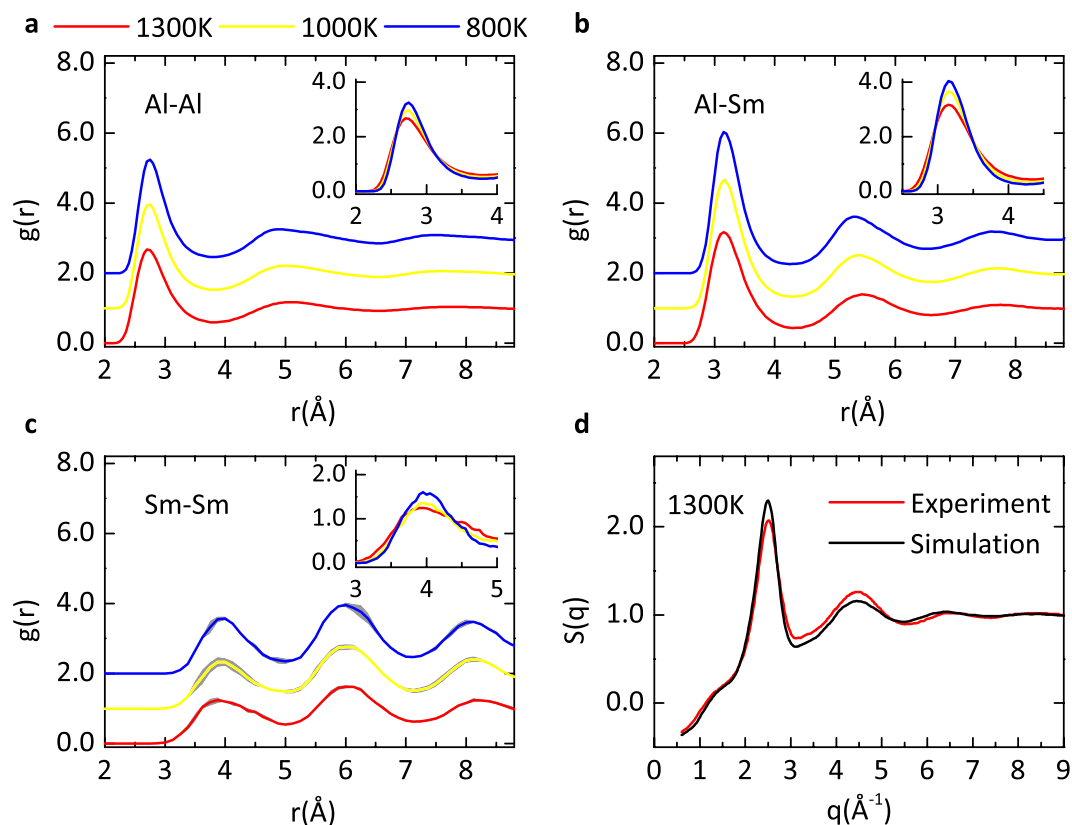 a 1300K 1000K 800K
8.0
6.0
4.0
2.0
0.0
g(r)
Al-Al
4.0
2.0
0.0
2 3 4
2 3 4 5 6 7 8
r(Å)
b
8.0
6.0
4.0
2.0
0.0
g(r)
Al-Sm
4.0
2.0
0.0
3 4
2 3 4 5 6 7 8
r(Å)
c
8.0
6.0
4.0
2.0
0.0
g(r)
Sm-Sm
2.0
1.0
0.0
3 4 5
2 3 4 5 6 7 8
r(Å)
d
2.0
1.0
0.0
S(q)
1300K
Experiment
Simulation
0 1 2 3 4 5 6 7 8 9
q(Å⁻¹)